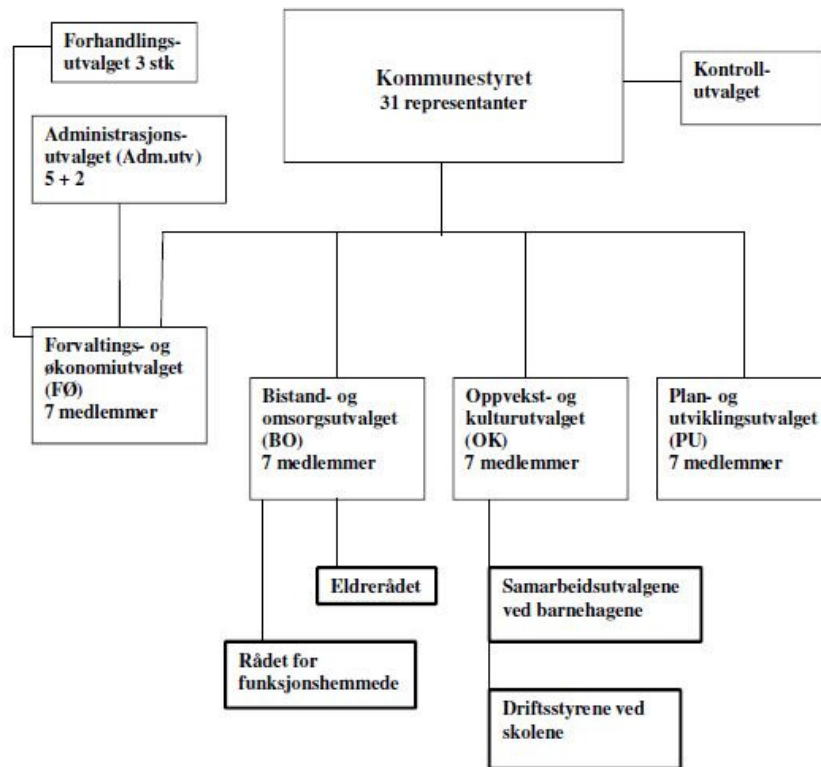 Forhandlings-
utvalget 3 stk
Kommunestyret
31 representanter
Kontroll-
utvalget
Administrasjons-
utvalget (Adm.utv)
5 + 2
Forvaltings- og
økonomiutvalget
(FØ)
7 medlemmer
Bistand- og
omsorgsutvalget
(BO)
7 medlemmer
Oppvekst- og
kulturutvalget
(OK)
7 medlemmer
Plan- og
utviklingsutvalget
(PU)
7 medlemmer
Eldrerådet
Samarbeidsutvalgene
ved barnehagene
Rådet for
funksjonshemmede
Driftsstyrene ved
skolene